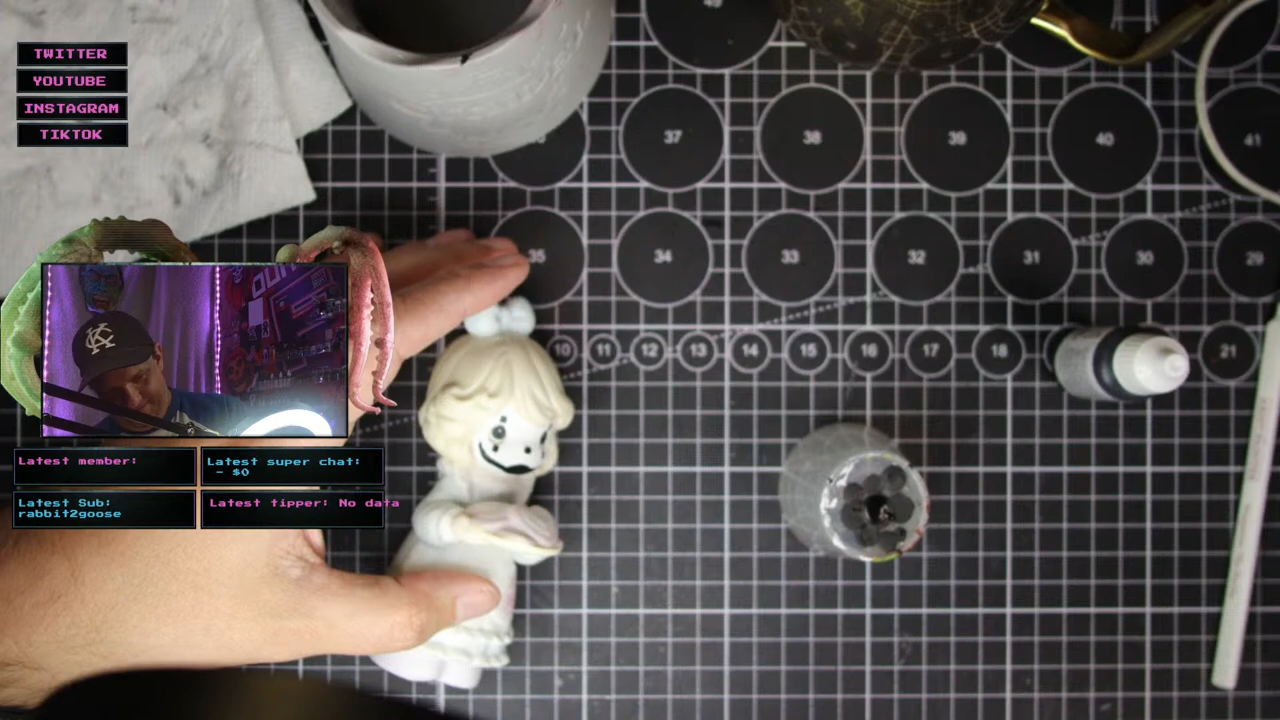 TWITTER
YOUTUBE
INSTAGRAM
TIKTOK
49
37
38
39
40
41
35
34
33
32
31
30
29
10
11
12
13
14
15
16
17
18
21
KC
Latest member:
Latest super chat:
- $0
Latest Sub:
rabbit2goose
Latest tipper: No data